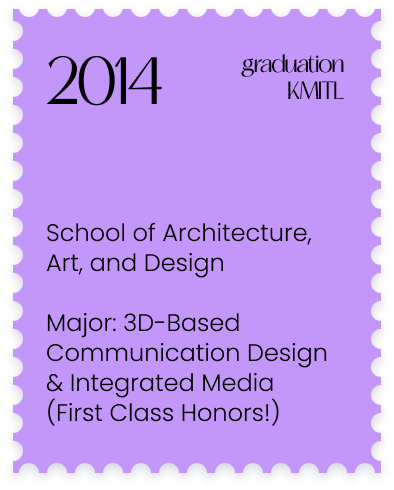 2014
graduation
KMITL
School of Architecture,
Art, and Design
Major: 3D-Based
Communication Design
& Integrated Media
(First Class Honors!)